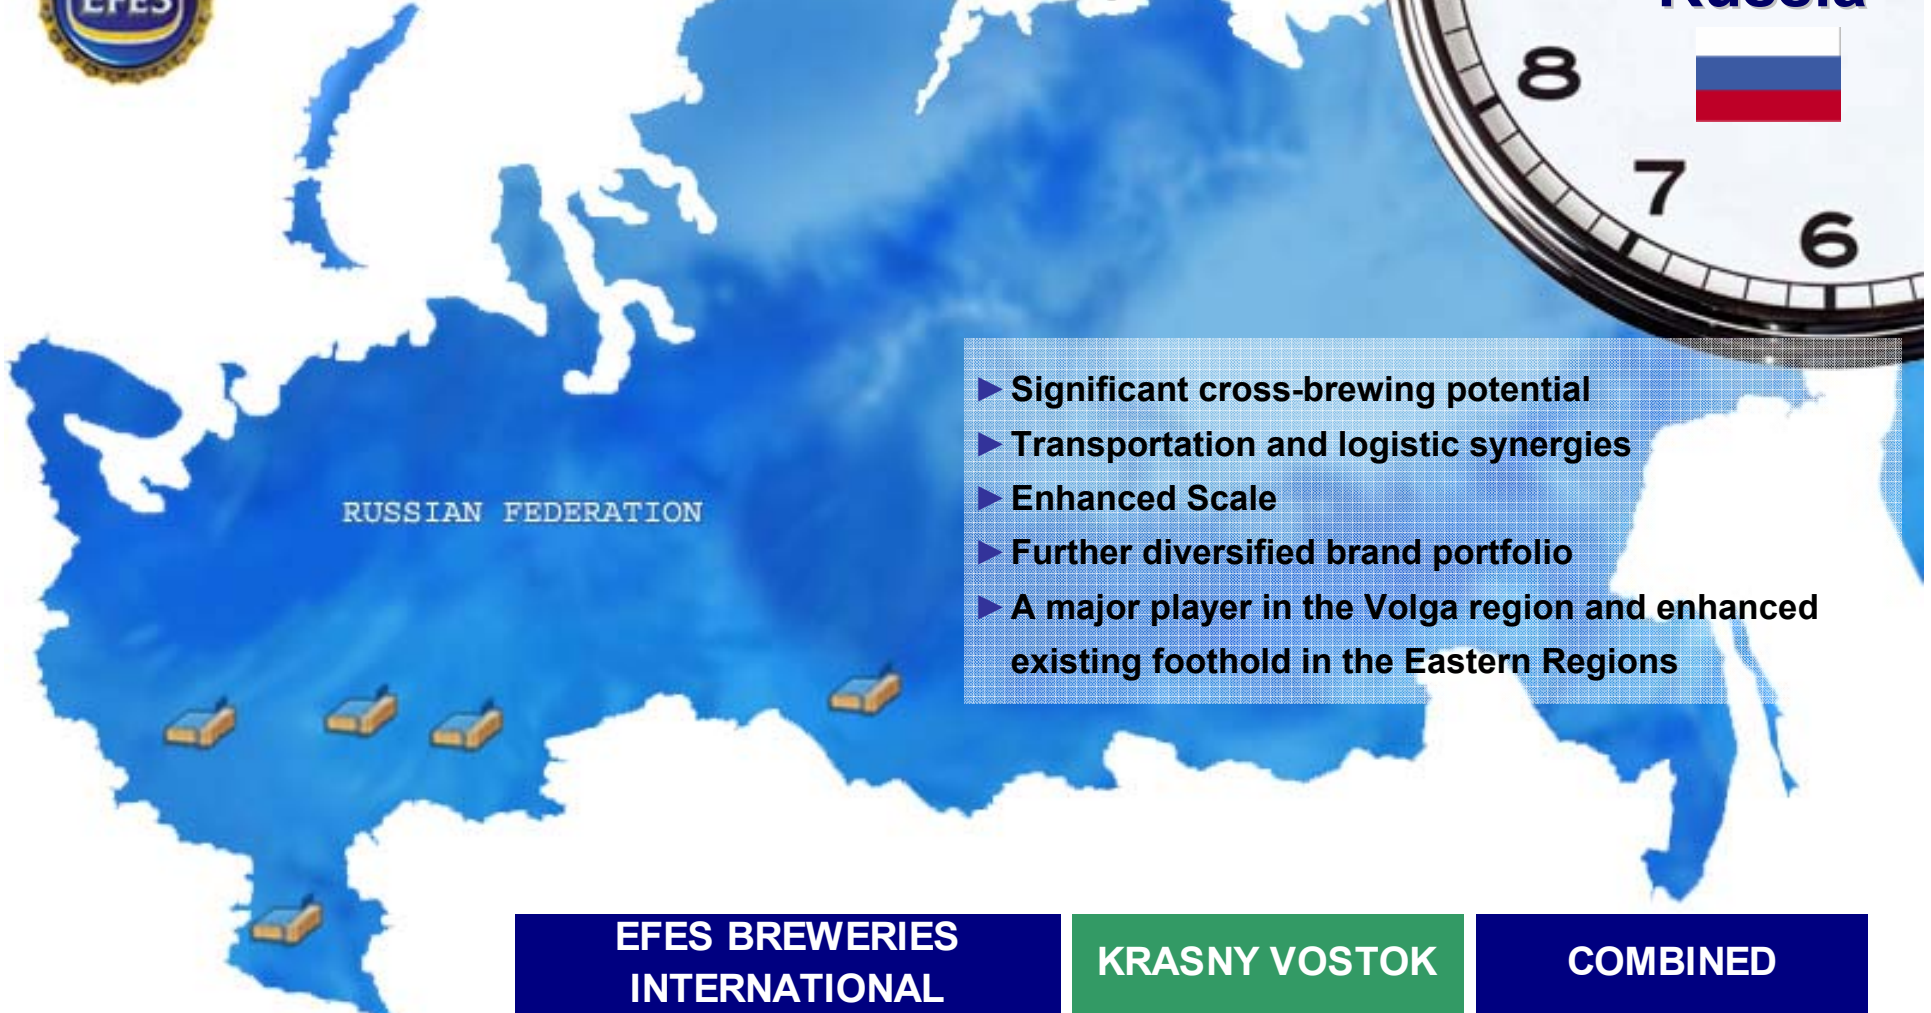 EFES
Russia
8
7
6
► Significant cross-brewing potential
► Transportation and logistic synergies
► Enhanced Scale
► Further diversified brand portfolio
► A major player in the Volga region and enhanced
existing foothold in the Eastern Regions
RUSSIAN FEDERATION
EFES BREWERIES
INTERNATIONAL
KRASNY VOSTOK
COMBINED